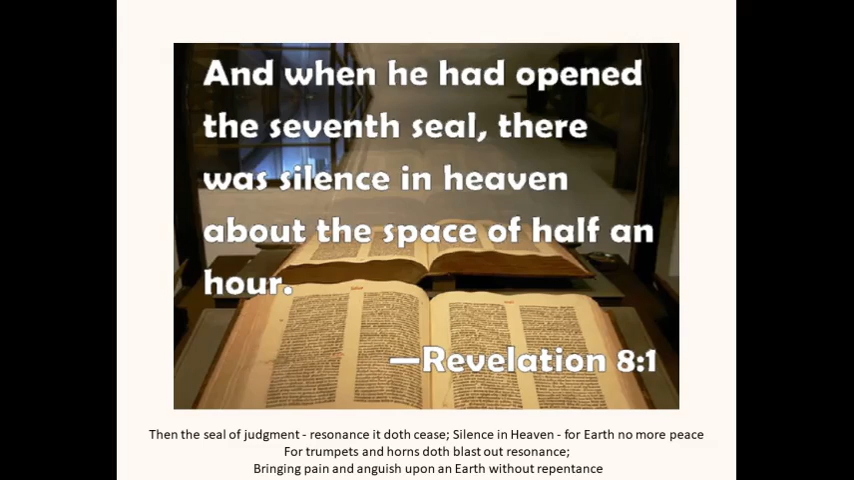 And when he had opened
the seventh seal, there
was silence in heaven
about the space of half an
hour.
—Revelation 8:1
Then the seal of judgment - resonance it doth cease; Silence in Heaven - for Earth no more peace
For trumpets and horns doth blast out resonance;
Bringing pain and anguish upon an Earth without repentance